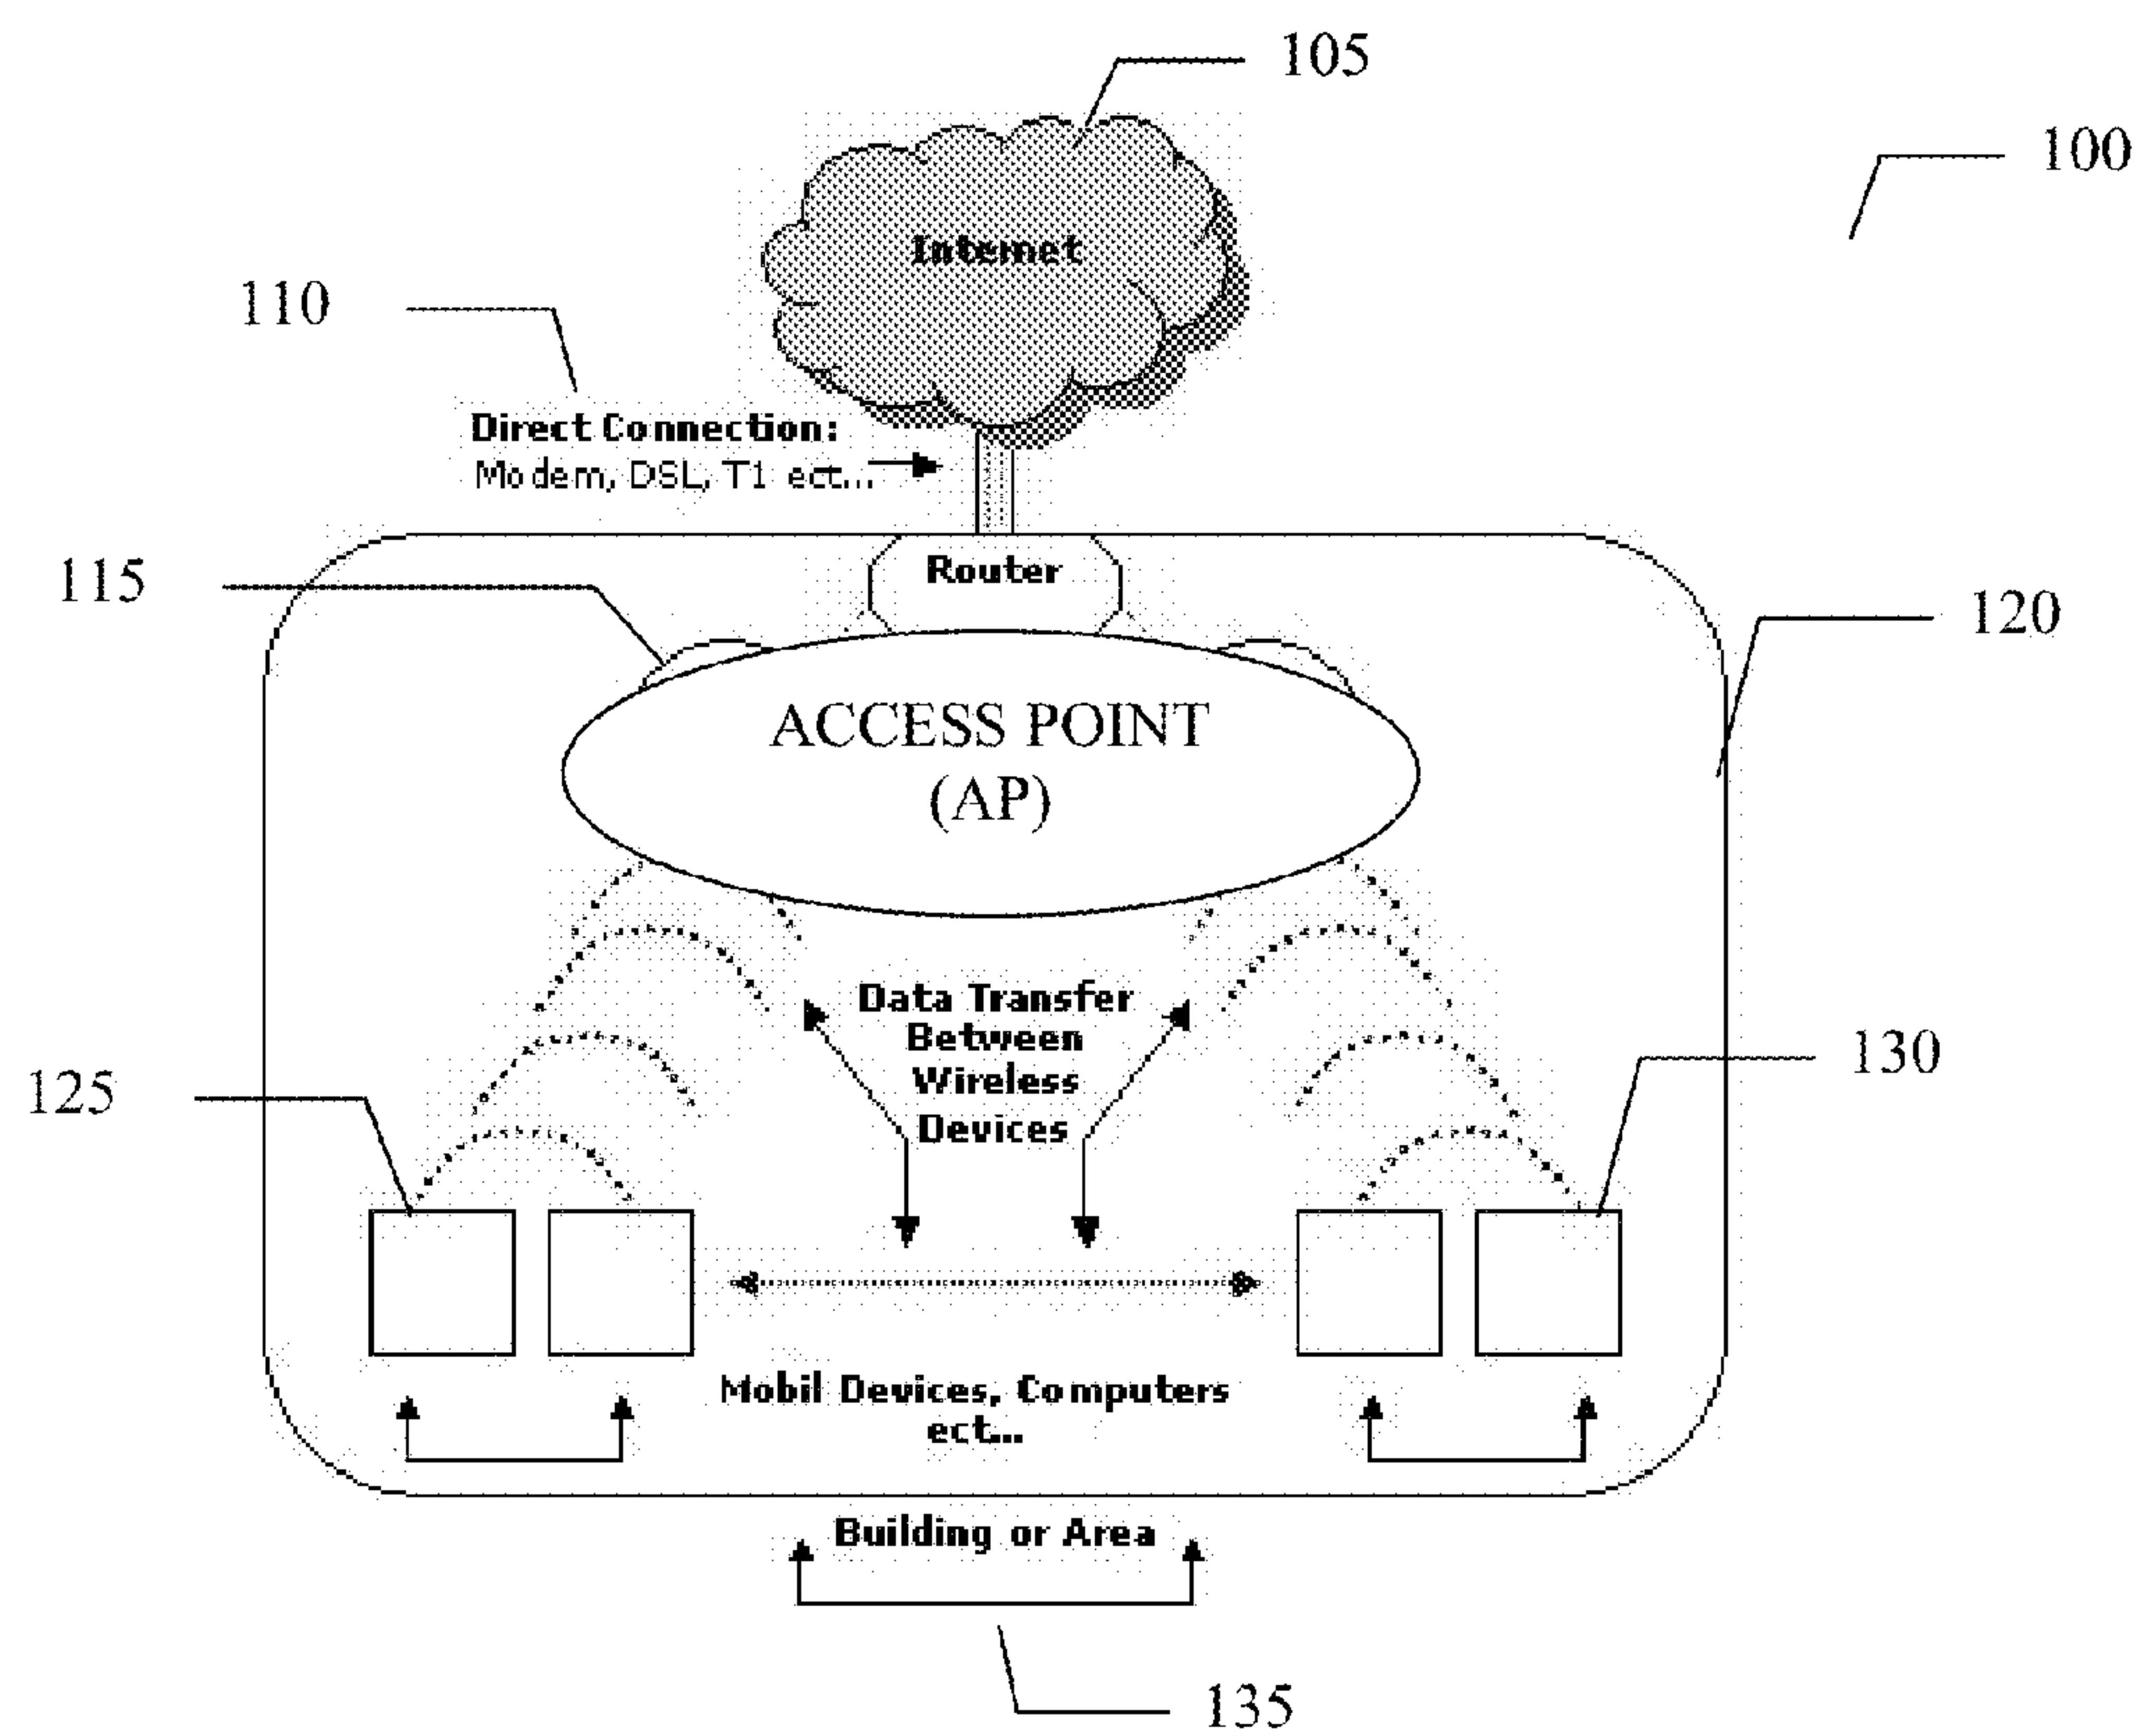 105
100
Internet
110
Direct Connection:
Modem, DSL, T1 ect...
115
Router
120
ACCESS POINT
(AP)
Data Transfer
Between
Wireless
Devices
125
130
Mobil Devices, Computers
ect...
Building or Area
135